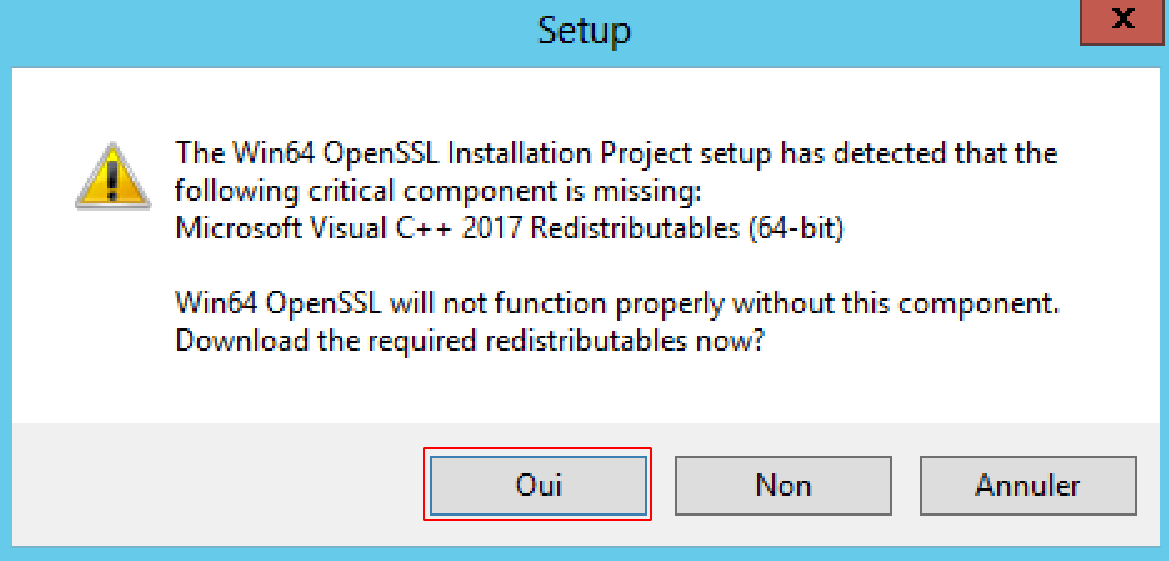 Setup
x
The Win64 OpenSSL Installation Project setup has detected that the
following critical component is missing:
Microsoft Visual C++ 2017 Redistributables (64-bit)
Win64 OpenSSL will not function properly without this component.
Download the required redistributables now?
Oui
Non
Annuler